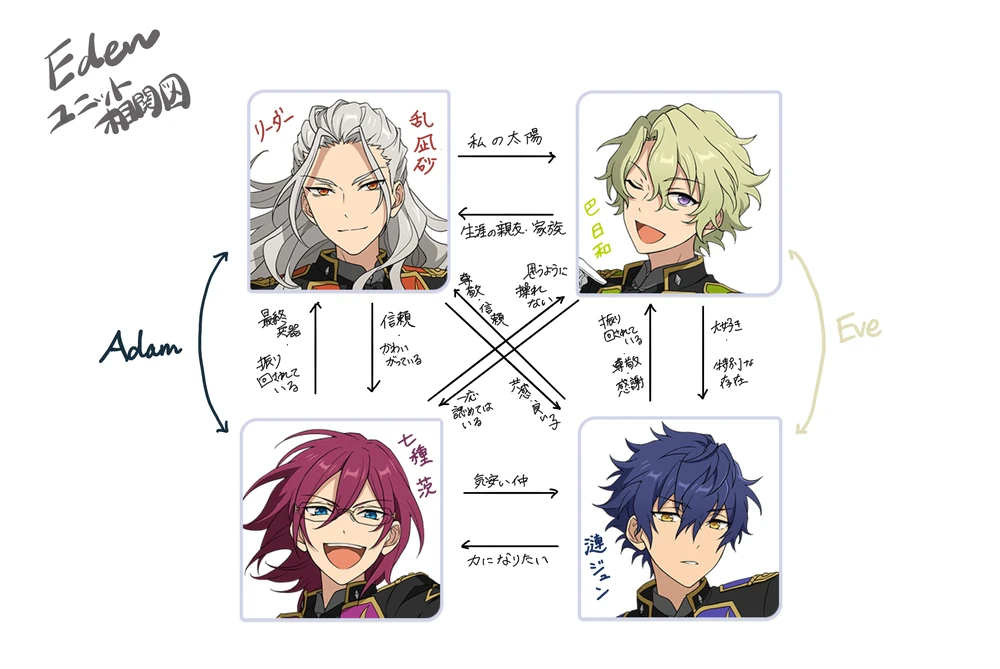 Eden
ユニット
相関図
リーダー
乱凪砂
私の太陽
生涯の親友・家族
巴日和
Adam
Eve
最終
兵器
・
振り
回されて
いる
信頼
・
かわい
がっている
尊敬・信頼
思うように
操れ
ない
一応
認めては
いる
共感・良い子
振り
回されて
いる
・
尊敬
感謝
大好き
・
特別な
存在
七種茨
気安い仲
力になりたい
漣ジュン